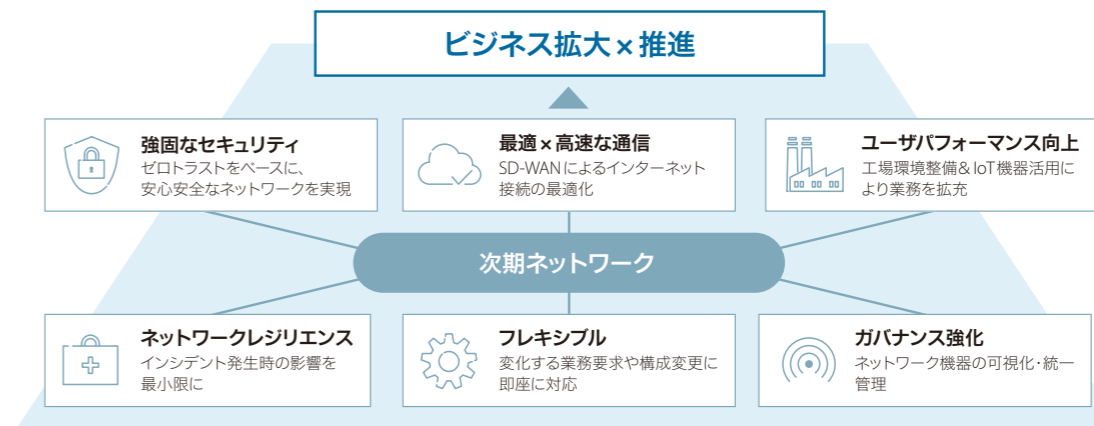 ビジネス拡大×推進
強固なセキュリティ
ゼロトラストをベースに、
安心安全なネットワークを実現
最適×高速な通信
SD-WANによるインターネット
接続の最適化
ユーザパフォーマンス向上
工場環境整備&IoT機器活用に
より業務を拡充
次期ネットワーク
ネットワークレジリエンス
インシデント発生時の影響を
最小限に
フレキシブル
変化する業務要求や構成変更に
即座に対応
ガバナンス強化
ネットワーク機器の可視化・統一
管理